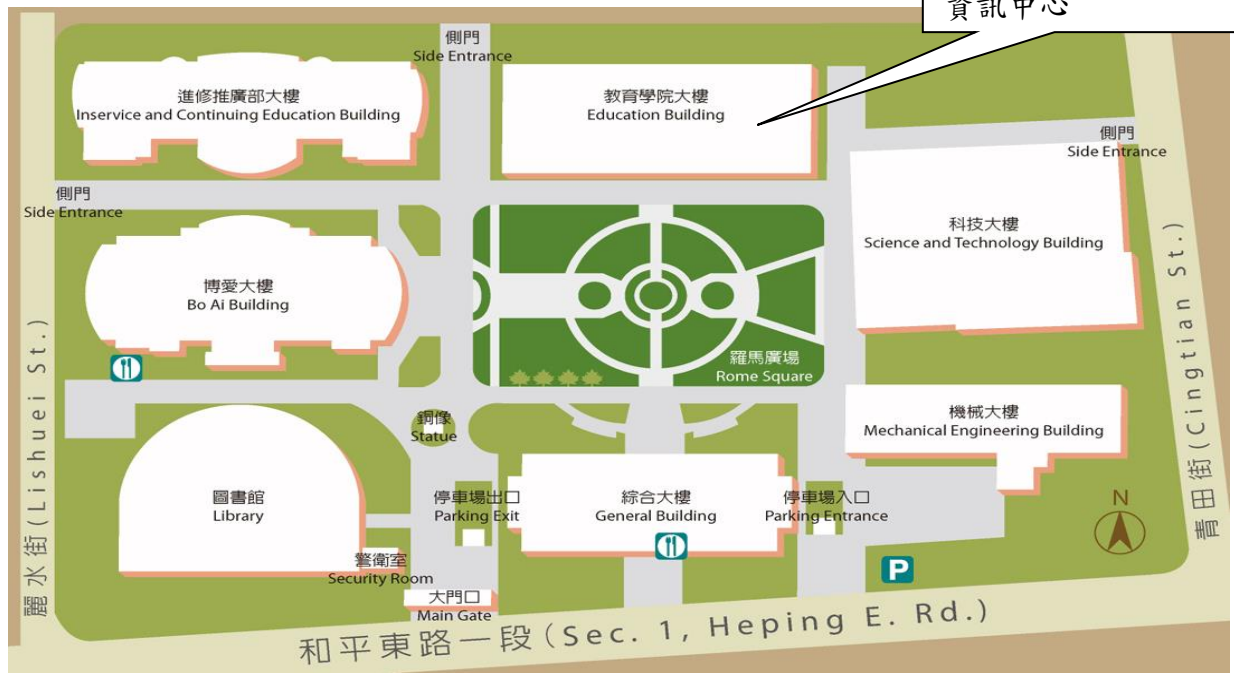 資訊中心
側門
Side Entrance
進修推廣部大樓
Inservice and Continuing Education Building
教育學院大樓
Education Building
側門
Side Entrance
側門
Side Entrance
科技大樓
Science and Technology Building
博愛大樓
Bo Ai Building
羅馬廣場
Rome Square
銅像
Statue
機械大樓
Mechanical Engineering Building
圖書館
Library
停車場出口
Parking Exit
綜合大樓
General Building
停車場入口
Parking Entrance
N
警衛室
Security Room
P
大門口
Main Gate
麗水街(Lishuei St.)
青田街(Cingtian St.)
和平東路一段(Sec. 1, Heping E. Rd.)